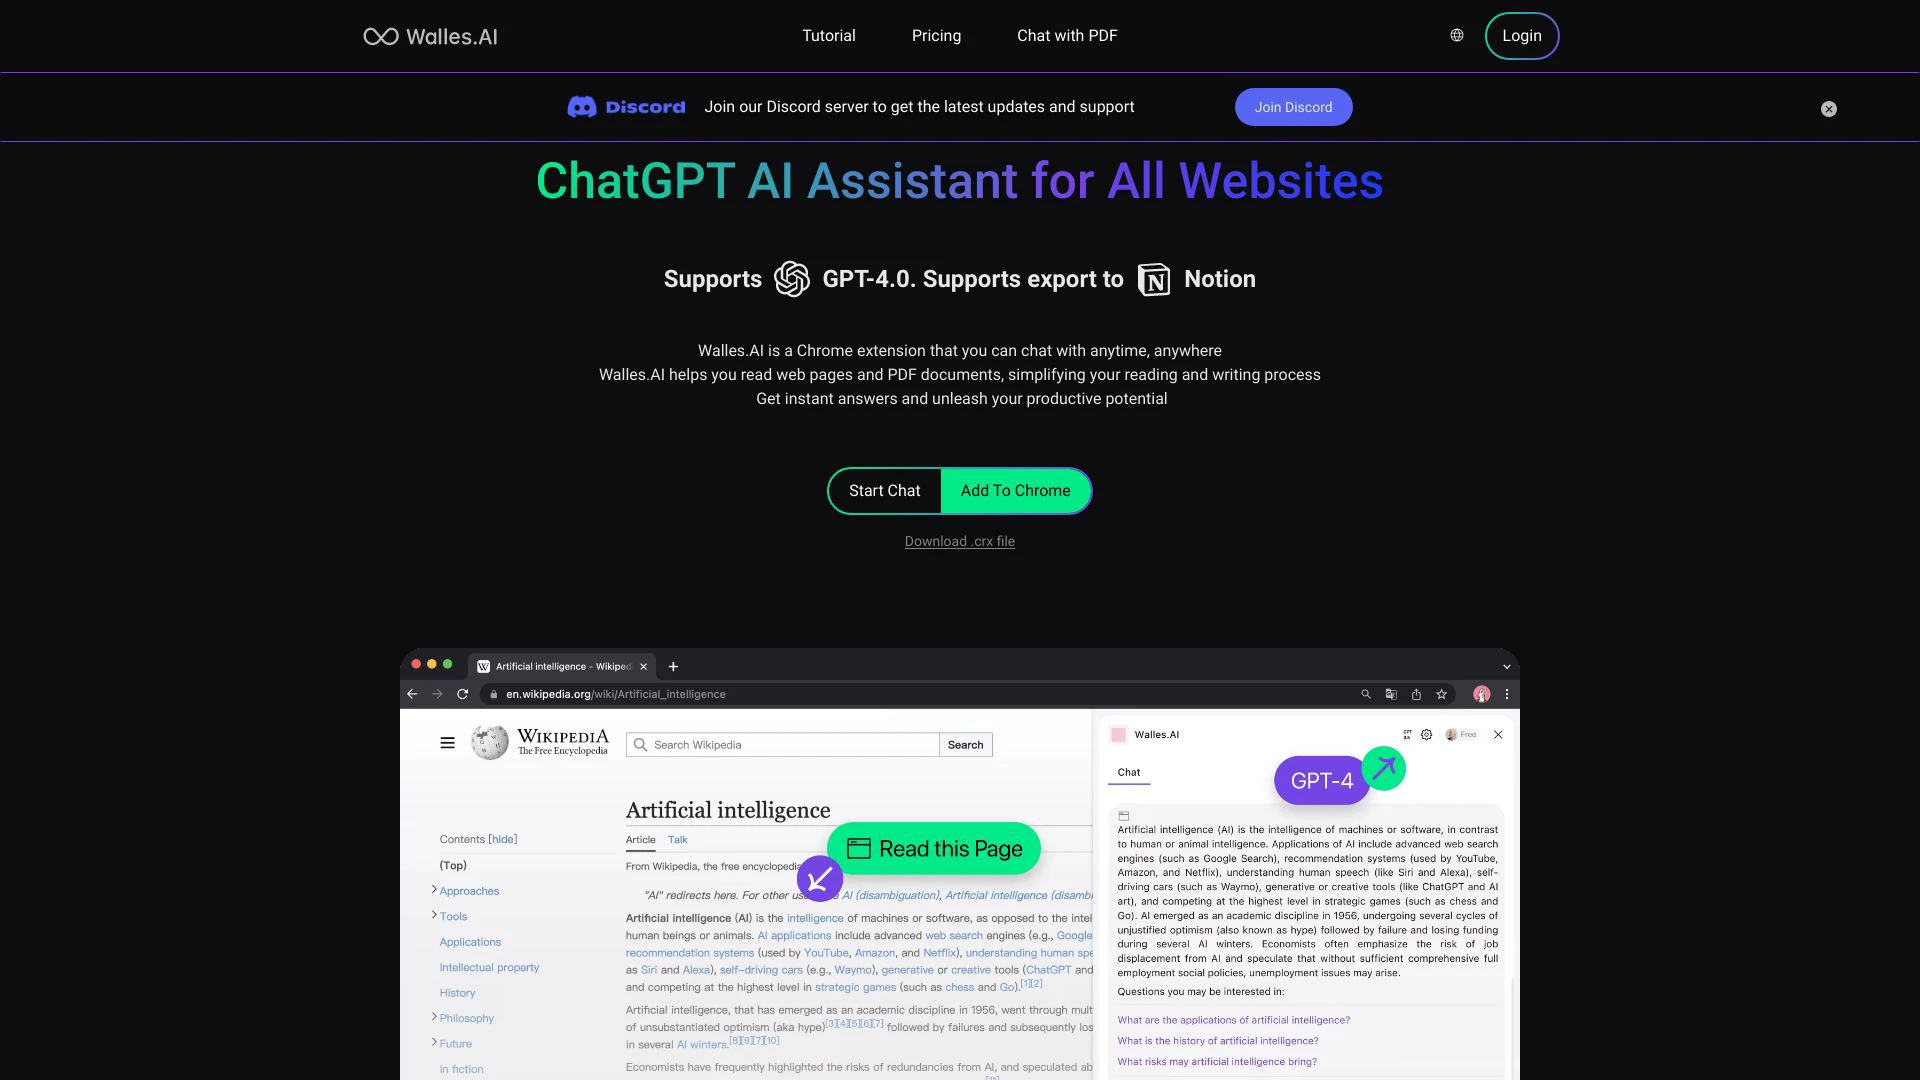 Walles.AI
Tutorial
Pricing
Chat with PDF
Login
Discord
Join our Discord server to get the latest updates and support
Join Discord
ChatGPT AI Assistant for All Websites
Supports GPT-4.0. Supports export to Notion
Walles.AI is a Chrome extension that you can chat with anytime, anywhere
Walles.AI helps you read web pages and PDF documents, simplifying your reading and writing process
Get instant answers and unleash your productive potential
Start Chat
Add To Chrome
Download .crx file
Artificial intelligence - Wikiped
en.wikipedia.org/wiki/Artificial_intelligence
WIKIPEDIA
The Free Encyclopedia
Search Wikipedia
Search
Contents [hide]
(Top)
Approaches
Tools
Applications
Intellectual property
History
Philosophy
Future
In fiction
Artificial intelligence
Article
Talk
Read this Page
From Wikipedia, the free encyclopedia
"AI" redirects here. For other AI (disambiguation), Artificial intelligence (disambi
Artificial intelligence (AI) is the intelligence of machines or software, as opposed to the intel
human beings or animals. AI applications include advanced web search engines (e.g., Google
recommendation systems (used by YouTube, Amazon, and Netflix), understanding human spe
as Siri and Alexa), self-driving cars (e.g., Waymo), generative or creative tools (ChatGPT and
and competing at the highest level in strategic games (such as chess and Go).[1][2]
Artificial intelligence, that has emerged as an academic discipline in 1956, went through mult
of unsubstantiated optimism (aka hype)[3][4][5][6][7] followed by failures and subsequently los
in several AI winters.[8][9][7][10]
Economists have frequently highlighted the risks of redundancies from AI, and speculated ab
Walles.AI
Free
Chat
GPT-4
Artificial intelligence (AI) is the intelligence of machines or software, in contrast
to human or animal intelligence. Applications of AI include advanced web search
engines (such as Google Search), recommendation systems (used by YouTube,
Amazon, and Netflix), understanding human speech (like Siri and Alexa), self-
driving cars (such as Waymo), generative or creative tools (like ChatGPT and AI
art), and competing at the highest level in strategic games (such as chess and
Go). AI emerged as an academic discipline in 1956, undergoing several cycles of
unjustified optimism (also known as hype) followed by failure and losing funding
during several AI winters. Economists often emphasize the risk of job
displacement from AI and speculate that without sufficient comprehensive full
employment social policies, unemployment issues may arise.
Questions you may be interested in:
What are the applications of artificial intelligence?
What is the history of artificial intelligence?
What risks may artificial intelligence bring?